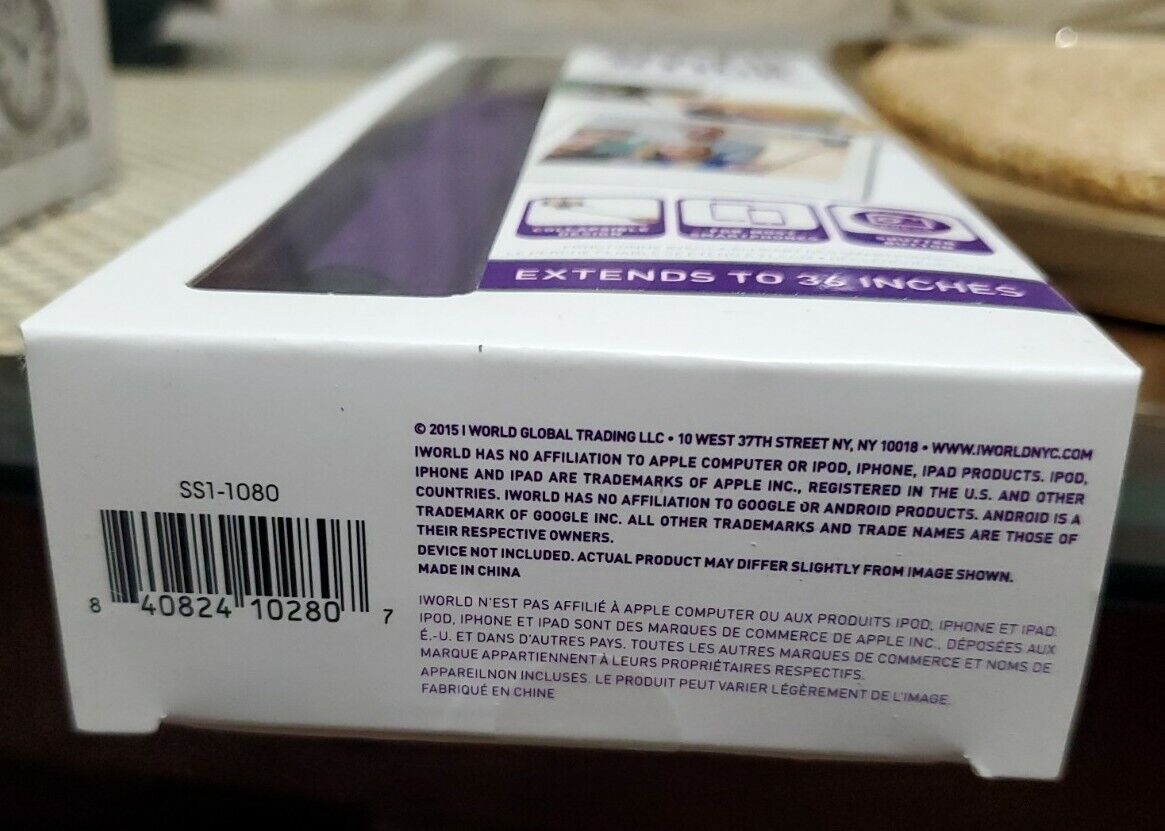 COLLAPSIBLE
FOR MOST
SMARTPHONES
SHUTTER
BUTTON
EXTENDS TO 36 INCHES
SS1-1080
8 40824 10280 7
© 2015 I WORLD GLOBAL TRADING LLC • 10 WEST 37TH STREET NY, NY 10018 • WWW.IWORLDNYC.COM
IWORLD HAS NO AFFILIATION TO APPLE COMPUTER OR IPOD, IPHONE, IPAD PRODUCTS. IPOD,
IPHONE AND IPAD ARE TRADEMARKS OF APPLE INC., REGISTERED IN THE U.S. AND OTHER
COUNTRIES. IWORLD HAS NO AFFILIATION TO GOOGLE OR ANDROID PRODUCTS. ANDROID IS A
TRADEMARK OF GOOGLE INC. ALL OTHER TRADEMARKS AND TRADE NAMES ARE THOSE OF
THEIR RESPECTIVE OWNERS.
DEVICE NOT INCLUDED. ACTUAL PRODUCT MAY DIFFER SLIGHTLY FROM IMAGE SHOWN.
MADE IN CHINA
IWORLD N'EST PAS AFFILIÉ À APPLE COMPUTER OU AUX PRODUITS IPOD, IPHONE ET IPAD.
IPOD, IPHONE ET IPAD SONT DES MARQUES DE COMMERCE DE APPLE INC., DÉPOSÉES AUX
É.-U. ET DANS D'AUTRES PAYS. TOUTES LES AUTRES MARQUES DE COMMERCE ET NOMS DE
MARQUE APPARTIENNENT À LEURS PROPRIÉTAIRES RESPECTIFS.
APPAREILNON INCLUSES. LE PRODUIT PEUT VARIER LÉGÈREMENT DE L'IMAGE.
FABRIQUÉ EN CHINE